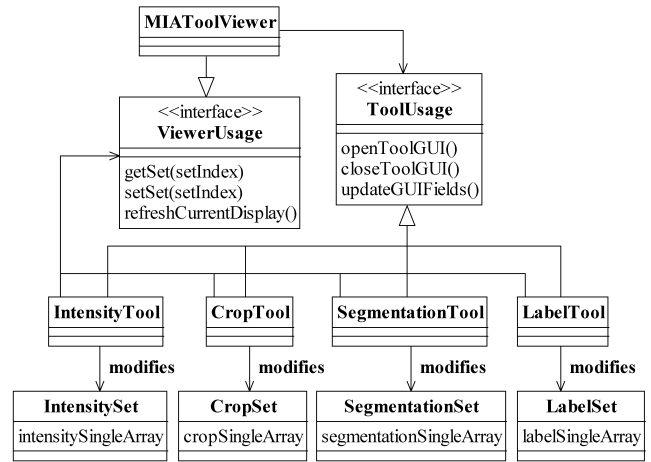 MIAToolViewer
<<interface>>
ViewerUsage
getSet(setIndex)
setSet(setIndex)
refreshCurrentDisplay()
<<interface>>
ToolUsage
openToolGUI()
closeToolGUI()
updateGUIFields()
IntensityTool
CropTool
SegmentationTool
LabelTool
modifies
modifies
modifies
modifies
IntensitySet
intensitySingleArray
CropSet
cropSingleArray
SegmentationSet
segmentationSingleArray
LabelSet
labelSingleArray